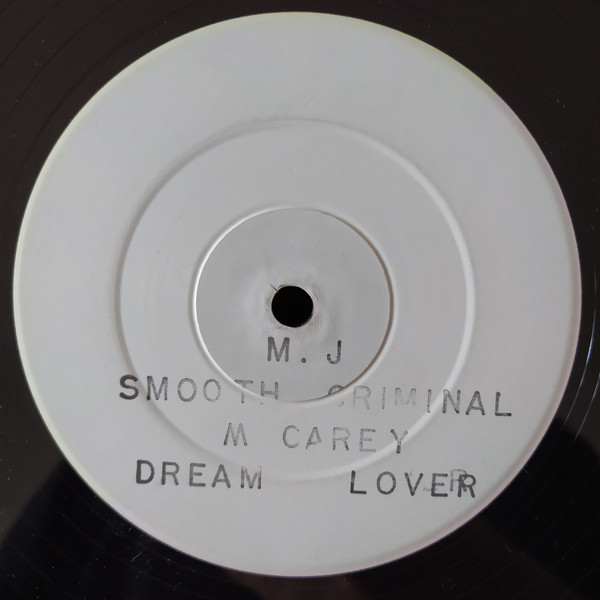 M. J
SMOOTH CRIMINAL
M CAREY
DREAM LOVER